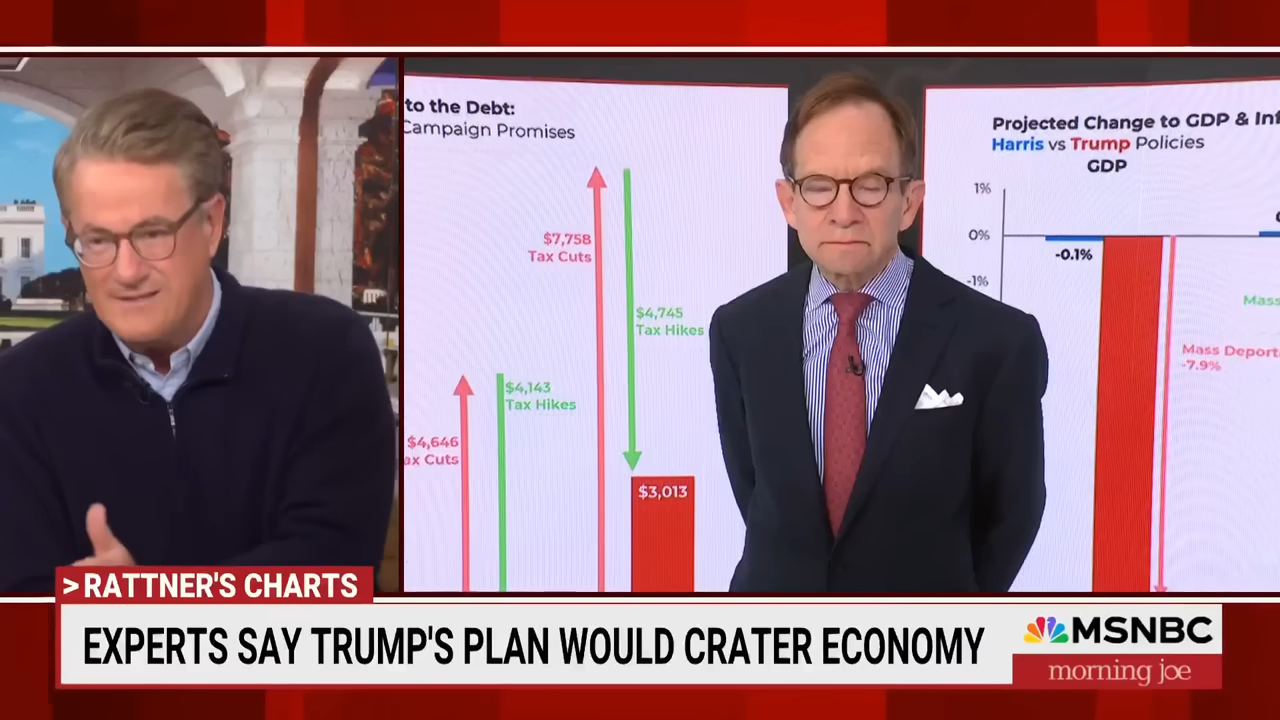 to the Debt:
Campaign Promises
$7,758
Tax Cuts
$4,745
Tax Hikes
$4,143
Tax Hikes
$4,646
ax Cuts
$3,013
Projected Change to GDP & Inf
Harris vs Trump Policies
GDP
1%
0%
-0.1%
-1%
Mass
Mass Deport
-7.9%
> RATTNER'S CHARTS
EXPERTS SAY TRUMP'S PLAN WOULD CRATER ECONOMY
MSNBC
morning joe